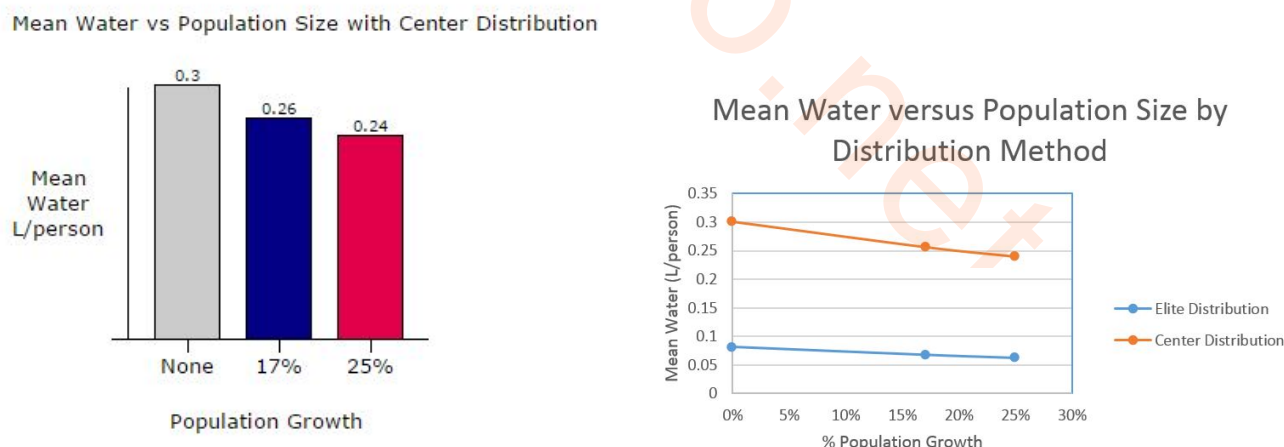 Mean Water vs Population Size with Center Distribution
0.3
0.26
0.24
Mean
Water
L/person
None
17%
25%
Population Growth
Mean Water versus Population Size by
Distribution Method
Mean Water (L/person)
0.35
0.3
0.25
0.2
0.15
0.1
0.05
0
0%
5%
10%
15%
20%
25%
30%
% Population Growth
Elite Distribution
Center Distribution
o.net